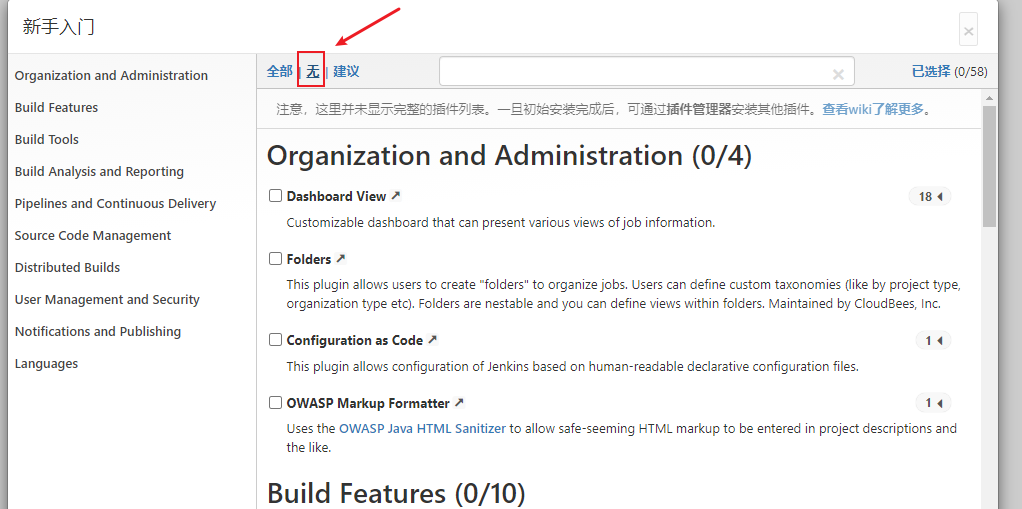 新手入门
Organization and Administration
Build Features
Build Tools
Build Analysis and Reporting
Pipelines and Continuous Delivery
Source Code Management
Distributed Builds
User Management and Security
Notifications and Publishing
Languages
全部 | 无 | 建议
已选择 (0/58)
注意，这里并未显示完整的插件列表。一旦初始安装完成后，可通过插件管理器安装其他插件。查看wiki了解更多。
Organization and Administration (0/4)
Dashboard View 18
Customizable dashboard that can present various views of job information.
Folders
This plugin allows users to create "folders" to organize jobs. Users can define custom taxonomies (like by project type,
organization type etc). Folders are nestable and you can define views within folders. Maintained by CloudBees, Inc.
Configuration as Code 1
This plugin allows configuration of Jenkins based on human-readable declarative configuration files.
OWASP Markup Formatter 1
Uses the OWASP Java HTML Sanitizer to allow safe-seeming HTML markup to be entered in project descriptions and
the like.
Build Features (0/10)